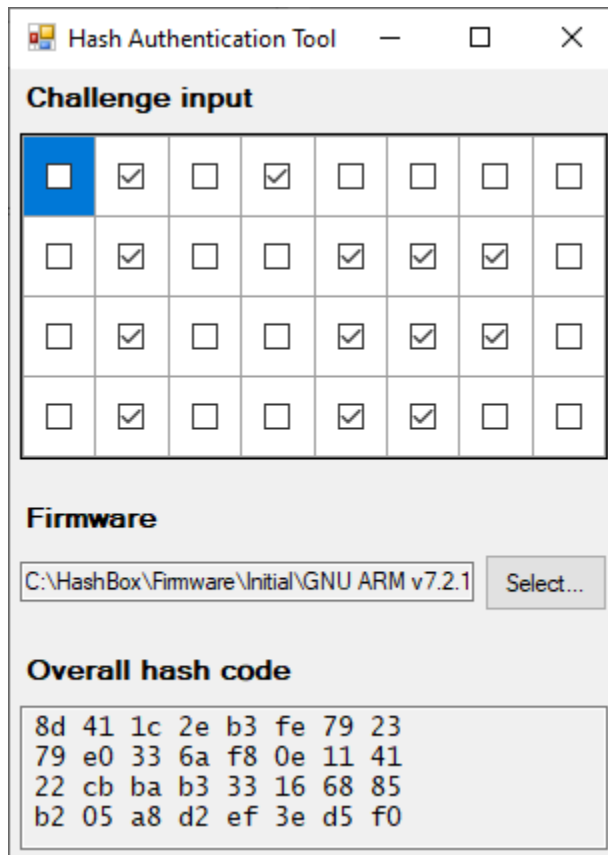 Hash Authentication Tool
Challenge input
Firmware
C:\HashBox\Firmware\Initial\GNU ARM v7.2.1
Select...
Overall hash code
8d 41 1c 2e b3 fe 79 23
79 e0 33 6a f8 0e 11 41
22 cb ba b3 33 16 68 85
b2 05 a8 d2 ef 3e d5 f0